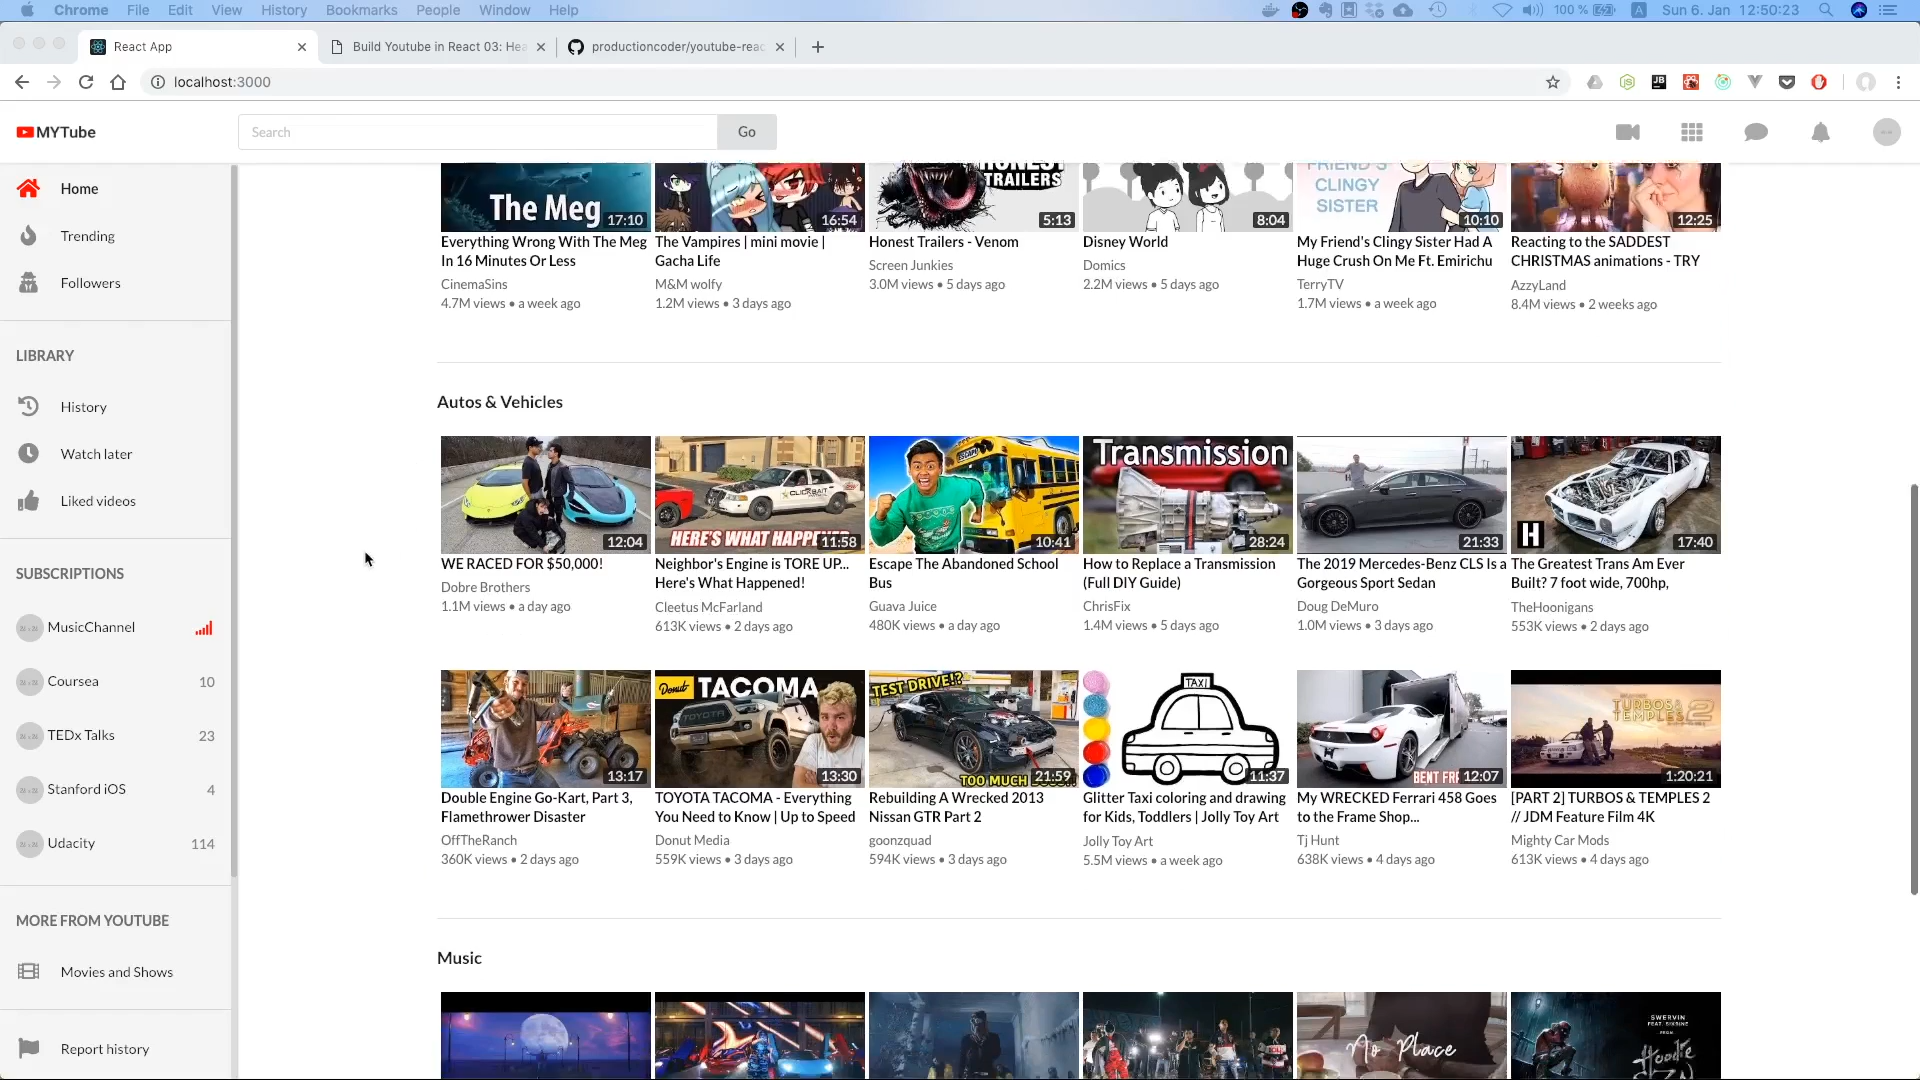 Chrome File Edit View History Bookmarks People Window Help
100 % Sun 6. Jan 12:50:23
React App
Build Youtube in React 03: Hea
productioncoder/youtube-reac
localhost:3000
MYTube
Search
Go
Home
Trending
Followers
LIBRARY
History
Watch later
Liked videos
SUBSCRIPTIONS
MusicChannel
Coursea 10
TEDx Talks 23
Stanford iOS 4
Udacity 114
MORE FROM YOUTUBE
Movies and Shows
Report history
The Meg 17:10
16:54
HONEST
TRAILERS
5:13
8:04
FRIEND'S
CLINGY
SISTER
10:10
12:25
Everything Wrong With The Meg
In 16 Minutes Or Less
CinemaSins
4.7M views • a week ago
The Vampires | mini movie |
Gacha Life
M&M wolfy
1.2M views • 3 days ago
Honest Trailers - Venom
Screen Junkies
3.0M views • 5 days ago
Disney World
Domics
2.2M views • 5 days ago
My Friend's Clingy Sister Had A
Huge Crush On Me Ft. Emirichu
TerryTV
1.7M views • a week ago
Reacting to the SADDEST
CHRISTMAS animations - TRY
AzzyLand
8.4M views • 2 weeks ago
Autos & Vehicles
12:04
CLICKBAIT
HERE'S WHAT HAPPENED
11:58
ESCAPE
10:41
Transmission
28:24
21:33
H
17:40
WE RACED FOR $50,000!
Dobre Brothers
1.1M views • a day ago
Neighbor's Engine is TORE UP...
Here's What Happened!
Cleetus McFarland
613K views • 2 days ago
Escape The Abandoned School
Bus
Guava Juice
480K views • a day ago
How to Replace a Transmission
(Full DIY Guide)
ChrisFix
1.4M views • 5 days ago
The 2019 Mercedes-Benz CLS Is a
Gorgeous Sport Sedan
Doug DeMuro
1.0M views • 3 days ago
The Greatest Trans Am Ever
Built? 7 foot wide, 700hp,
TheHoonigans
553K views • 2 days ago
13:17
Donut TACOMA
TOYOTA
13:30
TEST DRIVE!?
TOO MUCH
21:59
TAXI
11:37
BENT
12:07
TURBOS &
TEMPLES 2
1:20:21
Double Engine Go-Kart, Part 3,
Flamethrower Disaster
OffTheRanch
360K views • 2 days ago
TOYOTA TACOMA - Everything
You Need to Know | Up to Speed
Donut Media
559K views • 3 days ago
Rebuilding A Wrecked 2013
Nissan GTR Part 2
goonzquad
594K views • 3 days ago
Glitter Taxi coloring and drawing
for Kids, Toddlers | Jolly Toy Art
Jolly Toy Art
5.5M views • a week ago
My WRECKED Ferrari 458 Goes
to the Frame Shop...
Tj Hunt
638K views • 4 days ago
[PART 2] TURBOS & TEMPLES 2
// JDM Feature Film 4K
Mighty Car Mods
613K views • 4 days ago
Music
No Place
SWERVIN
FEAT. 6IX9INE
FROM
Hoodie